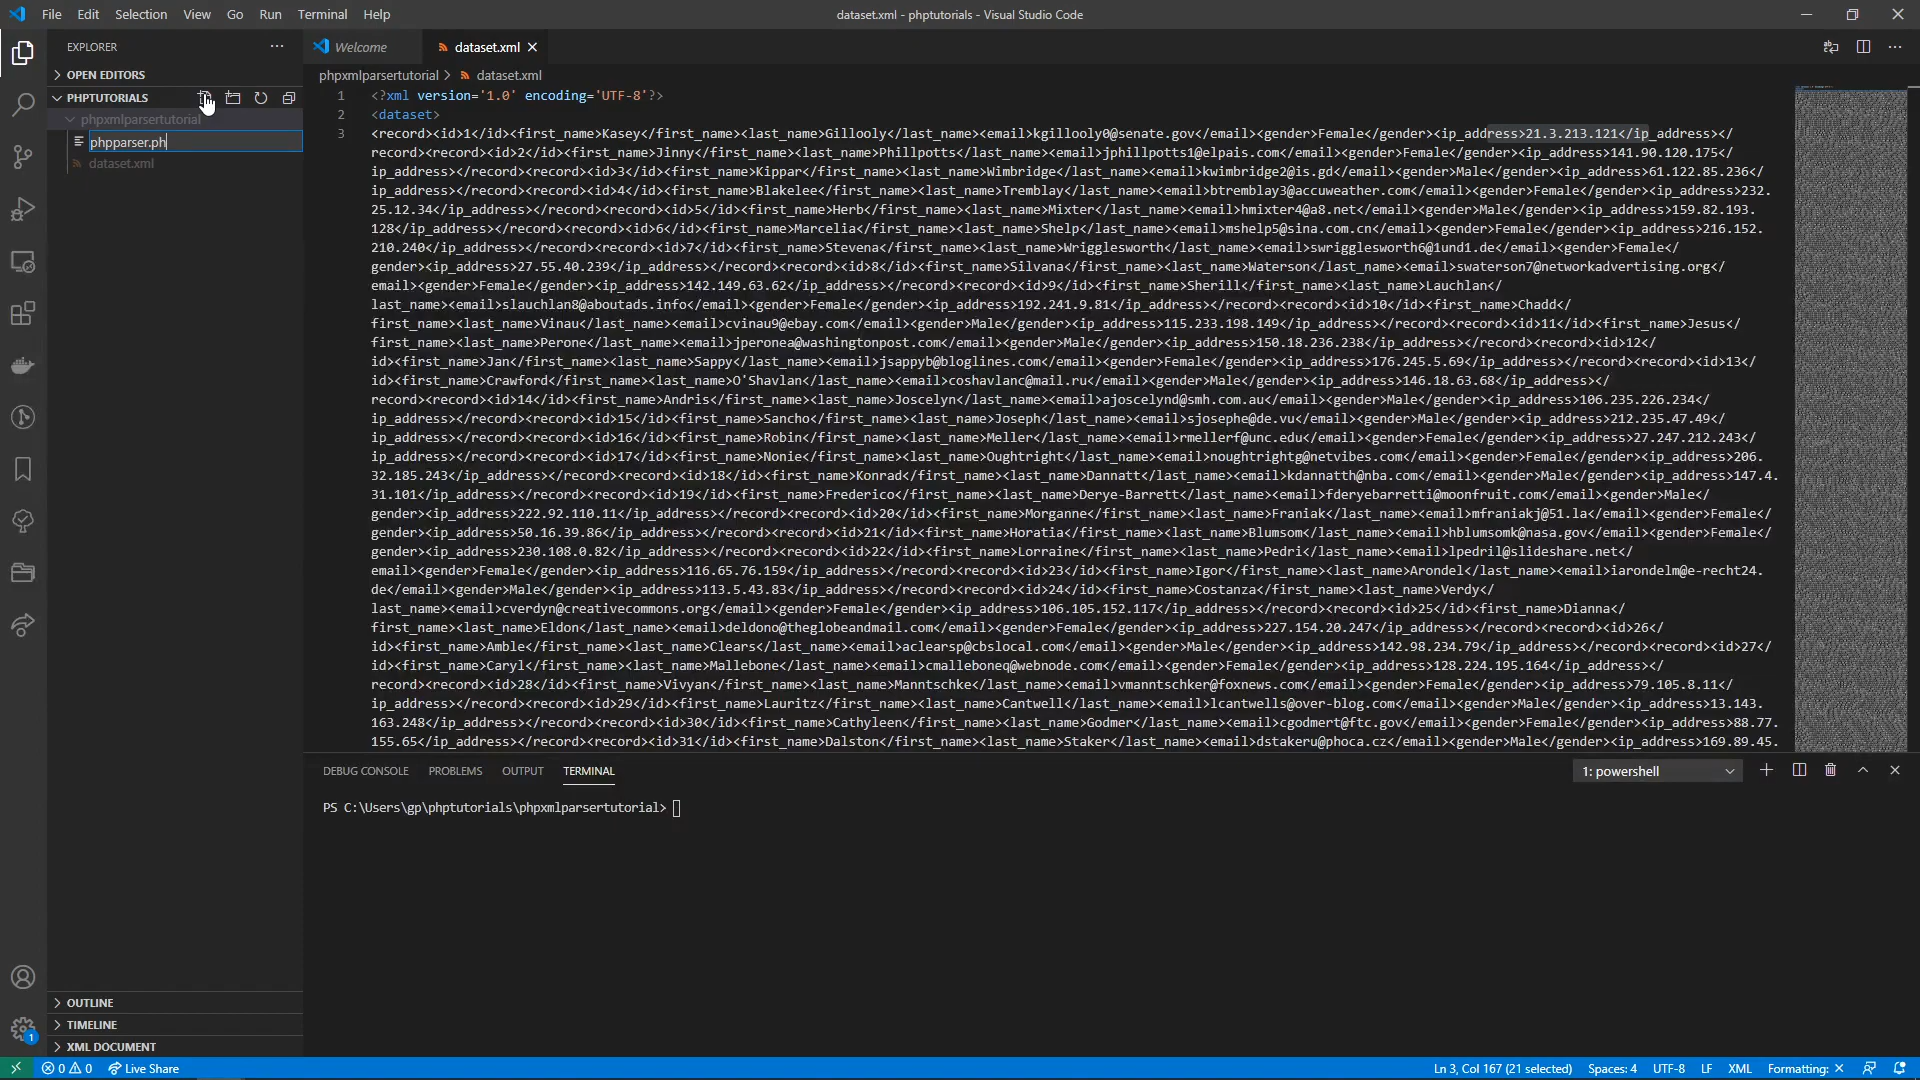 File Edit Selection View Go Run Terminal Help
dataset.xml - phptutorials - Visual Studio Code
EXPLORER
OPEN EDITORS
PHPTUTORIALS
phpxmlparsertutorial
phpparser.ph
dataset.xml
Welcome
dataset.xml
phpxmlparsertutorial > dataset.xml
1 <?xml version='1.0' encoding='UTF-8'?>
2 <dataset>
3 <record><id>1</id><first_name>Kasey</first_name><last_name>Gillooly</last_name><email>kgillooly0@senate.gov</email><gender>Female</gender><ip_address>21.3.213.121</ip_address></
record><record><id>2</id><first_name>Jinny</first_name><last_name>Phillpotts</last_name><email>jphillpotts1@elpais.com</email><gender>Female</gender><ip_address>141.90.120.175</
ip_address></record><record><id>3</id><first_name>Kippar</first_name><last_name>Wimbridge</last_name><email>kwimbridge2@is.gd</email><gender>Male</gender><ip_address>61.122.85.236</
ip_address></record><record><id>4</id><first_name>Blakelee</first_name><last_name>Tremblay</last_name><email>btremblay3@accuweather.com</email><gender>Female</gender><ip_address>232.
25.12.34</ip_address></record><record><id>5</id><first_name>Herb</first_name><last_name>Mixter</last_name><email>hmixter4@a8.net</email><gender>Male</gender><ip_address>159.82.193.
128</ip_address></record><record><id>6</id><first_name>Marcelia</first_name><last_name>Shelp</last_name><email>mshelp5@sina.com.cn</email><gender>Female</gender><ip_address>216.152.
210.240</ip_address></record><record><id>7</id><first_name>Stevena</first_name><last_name>Wrigglesworth</last_name><email>swrigglesworth6@1und1.de</email><gender>Female</
gender><ip_address>27.55.40.239</ip_address></record><record><id>8</id><first_name>Silvana</first_name><last_name>Waterson</last_name><email>swaterson7@networkadvertising.org</
email><gender>Female</gender><ip_address>142.149.63.62</ip_address></record><record><id>9</id><first_name>Sherill</first_name><last_name>Lauchlan</
last_name><email>slauchlan8@aboutads.info</email><gender>Female</gender><ip_address>192.241.9.81</ip_address></record><record><id>10</id><first_name>Chadd</
first_name><last_name>Vinau</last_name><email>cvinau9@ebay.com</email><gender>Male</gender><ip_address>115.233.198.149</ip_address></record><record><id>11</id><first_name>Jesus</
first_name><last_name>Perone</last_name><email>jperonea@washingtonpost.com</email><gender>Male</gender><ip_address>150.18.236.238</ip_address></record><record><id>12</
id><first_name>Jan</first_name><last_name>Sappy</last_name><email>jsappyb@bloglines.com</email><gender>Female</gender><ip_address>176.245.5.69</ip_address></record><record><id>13</
id><first_name>Crawford</first_name><last_name>O'Shavlan</last_name><email>coshavlanc@mail.ru</email><gender>Male</gender><ip_address>146.18.63.68</ip_address></
record><record><id>14</id><first_name>Andris</first_name><last_name>Joscelyn</last_name><email>ajoscelynd@smh.com.au</email><gender>Male</gender><ip_address>106.235.226.234</
ip_address></record><record><id>15</id><first_name>Sancho</first_name><last_name>Joseph</last_name><email>sjosephe@de.vu</email><gender>Male</gender><ip_address>212.235.47.49</
ip_address></record><record><id>16</id><first_name>Robin</first_name><last_name>Meller</last_name><email>rmellerf@unc.edu</email><gender>Female</gender><ip_address>27.247.212.243</
ip_address></record><record><id>17</id><first_name>Nonie</first_name><last_name>Oughtright</last_name><email>noughtrightg@netvibes.com</email><gender>Female</gender><ip_address>206.
32.185.243</ip_address></record><record><id>18</id><first_name>Konrad</first_name><last_name>Dannatt</last_name><email>kdannatth@nba.com</email><gender>Male</gender><ip_address>147.4.
31.101</ip_address></record><record><id>19</id><first_name>Frederico</first_name><last_name>Derye-Barrett</last_name><email>fderyebarretti@moonfruit.com</email><gender>Male</
gender><ip_address>222.92.110.11</ip_address></record><record><id>20</id><first_name>Morganne</first_name><last_name>Franiak</last_name><email>mfraniakj@51.la</email><gender>Female</
gender><ip_address>50.16.39.86</ip_address></record><record><id>21</id><first_name>Horatia</first_name><last_name>Blumsom</last_name><email>hblumsomk@nasa.gov</email><gender>Female</
gender><ip_address>230.108.0.82</ip_address></record><record><id>22</id><first_name>Lorraine</first_name><last_name>Pedri</last_name><email>lpedril@slideshare.net</
email><gender>Female</gender><ip_address>116.65.76.159</ip_address></record><record><id>23</id><first_name>Igor</first_name><last_name>Arondel</last_name><email>iarondelm@e-recht24.
de</email><gender>Male</gender><ip_address>113.5.43.83</ip_address></record><record><id>24</id><first_name>Costanza</first_name><last_name>Verdy</
last_name><email>cverdyn@creativecommons.org</email><gender>Female</gender><ip_address>106.105.152.117</ip_address></record><record><id>25</id><first_name>Dianna</
first_name><last_name>Eldon</last_name><email>deldono@theglobeandmail.com</email><gender>Female</gender><ip_address>227.154.20.247</ip_address></record><record><id>26</
id><first_name>Amble</first_name><last_name>Clears</last_name><email>aclearsp@cbslocal.com</email><gender>Male</gender><ip_address>142.98.234.79</ip_address></record><record><id>27</
id><first_name>Caryl</first_name><last_name>Mallebone</last_name><email>cmalleboneq@webnode.com</email><gender>Female</gender><ip_address>128.224.195.164</ip_address></
record><record><id>28</id><first_name>Vivyan</first_name><last_name>Manntschke</last_name><email>vmanntschker@foxnews.com</email><gender>Female</gender><ip_address>79.105.8.11</
ip_address></record><record><id>29</id><first_name>Lauritz</first_name><last_name>Cantwell</last_name><email>lcantwells@over-blog.com</email><gender>Male</gender><ip_address>13.143.
163.248</ip_address></record><record><id>30</id><first_name>Cathyleen</first_name><last_name>Godmer</last_name><email>cgodmert@ftc.gov</email><gender>Female</gender><ip_address>88.77.
155.65</ip_address></record><record><id>31</id><first_name>Dalston</first_name><last_name>Staker</last_name><email>dstakeru@phoca.cz</email><gender>Male</gender><ip_address>169.89.45.
DEBUG CONSOLE PROBLEMS OUTPUT TERMINAL
1: powershell
PS C:\Users\gp\phptutorials\phpxmlparsertutorial>
OUTLINE
TIMELINE
XML DOCUMENT
1
0 0 Live Share
Ln 3, Col 167 (21 selected) Spaces: 4 UTF-8 LF XML Formatting: ×